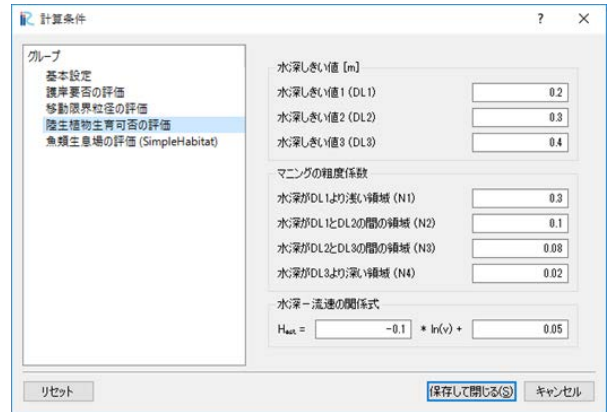 計算条件
グループ
基本設定
護岸要否の評価
移動限界粒径の評価
陸生植物生育可否の評価
魚類生息場の評価 (SimpleHabitat)
水深しきい値 [m]
水深しきい値1 (DL1) 0.2
水深しきい値2 (DL2) 0.3
水深しきい値3 (DL3) 0.4
マニングの粗度係数
水深がDL1より浅い領域 (N1) 0.3
水深がDL1とDL2の間の領域 (N2) 0.1
水深がDL2とDL3の間の領域 (N3) 0.08
水深がDL3より深い領域 (N4) 0.02
水深－流速の関係式
Hest = -0.1 * ln(v) + 0.05
リセット 保存して閉じる(S) キャンセル